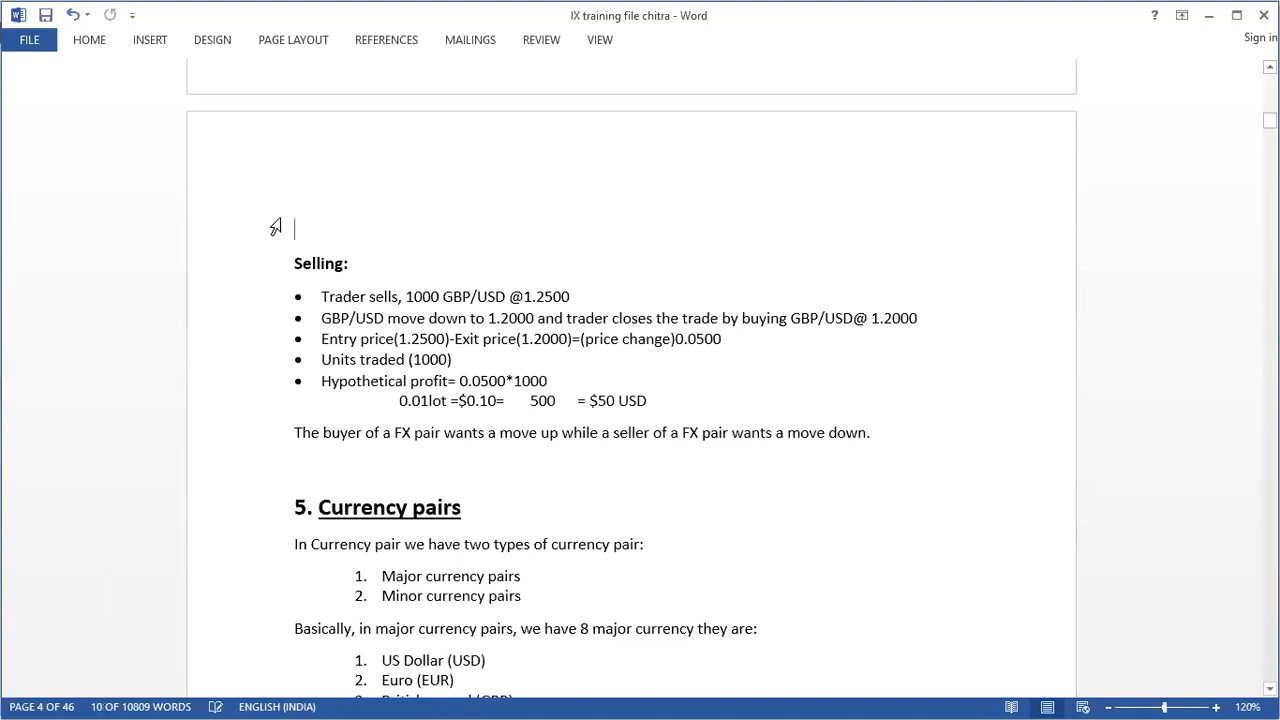 IX training file chitra - Word
?
FILE HOME INSERT DESIGN PAGE LAYOUT REFERENCES MAILINGS REVIEW VIEW Sign in
Selling:
• Trader sells, 1000 GBP/USD @1.2500
• GBP/USD move down to 1.2000 and trader closes the trade by buying GBP/USD@ 1.2000
• Entry price(1.2500)-Exit price(1.2000)=(price change)0.0500
• Units traded (1000)
• Hypothetical profit= 0.0500*1000
0.01lot =$0.10= 500 = $50 USD
The buyer of a FX pair wants a move up while a seller of a FX pair wants a move down.
5. Currency pairs
In Currency pair we have two types of currency pair:
1. Major currency pairs
2. Minor currency pairs
Basically, in major currency pairs, we have 8 major currency they are:
1. US Dollar (USD)
2. Euro (EUR)
PAGE 4 OF 46 10 OF 10809 WORDS ENGLISH (INDIA) 120%